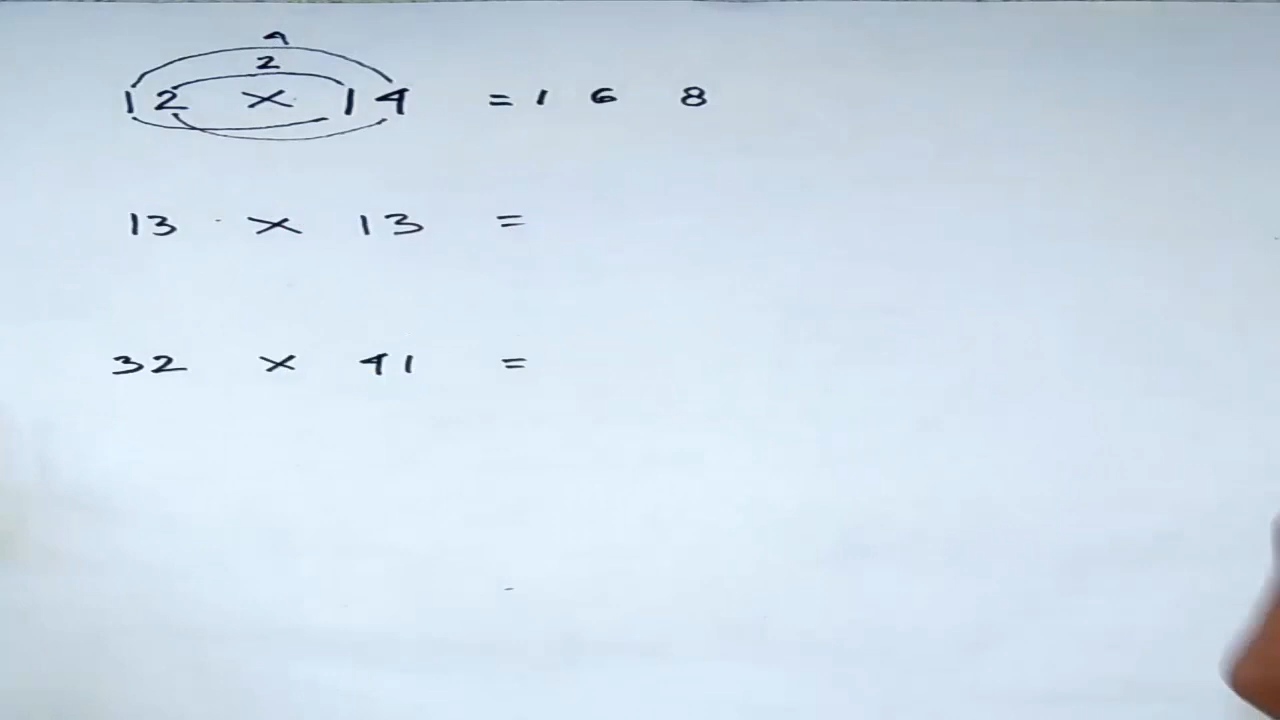 4
2
12 × 14 = 1 6 8
13 × 13 =
32 × 41 =